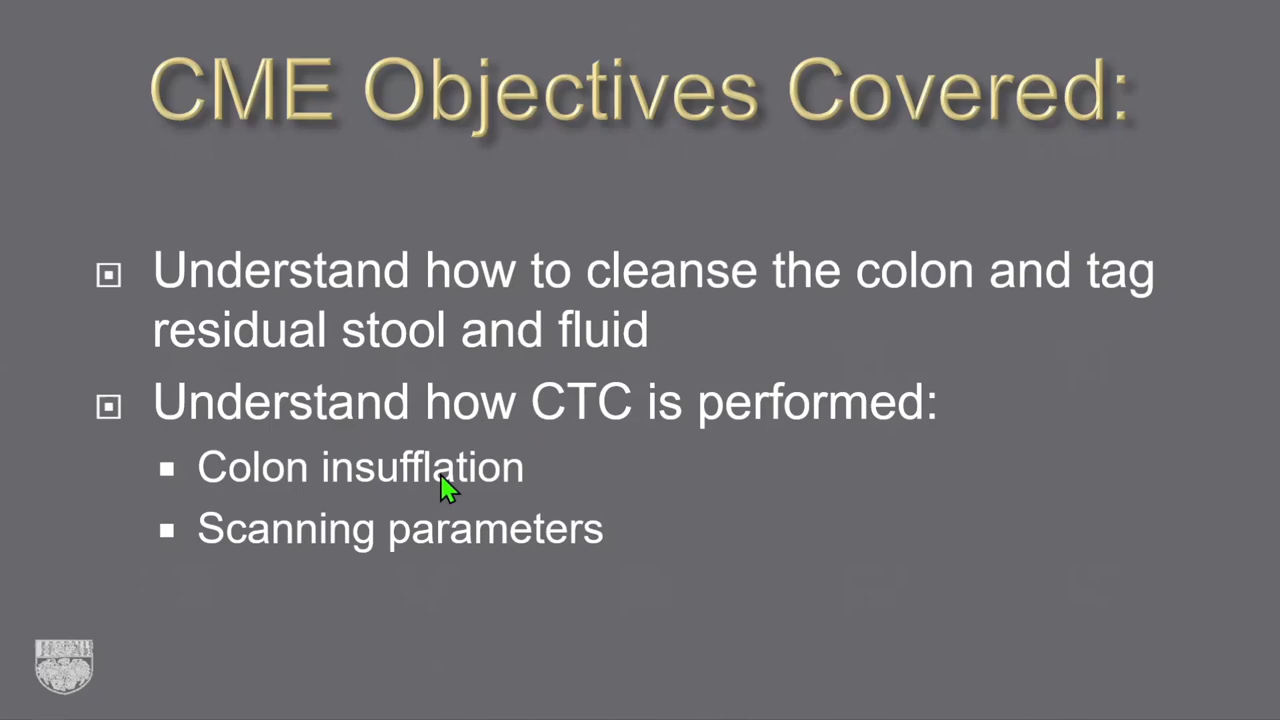 CME Objectives Covered:
Understand how to cleanse the colon and tag
residual stool and fluid
Understand how CTC is performed:
Colon insufflation
Scanning parameters